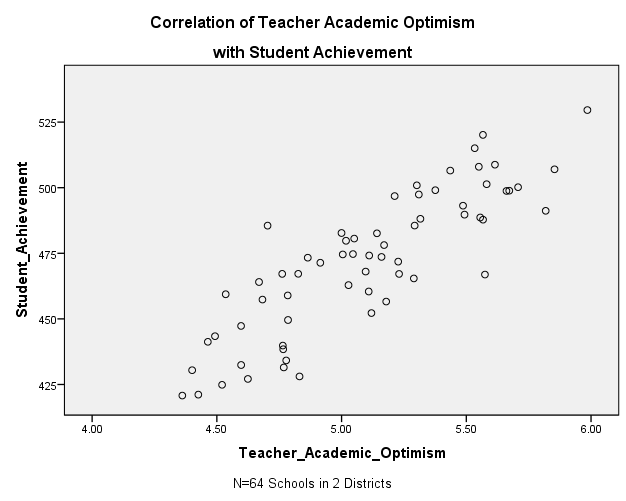 Correlation of Teacher Academic Optimism
with Student Achievement
Student_Achievement
525
500
475
450
425
4.00 4.50 5.00 5.50 6.00
Teacher_Academic_Optimism
N=64 Schools in 2 Districts